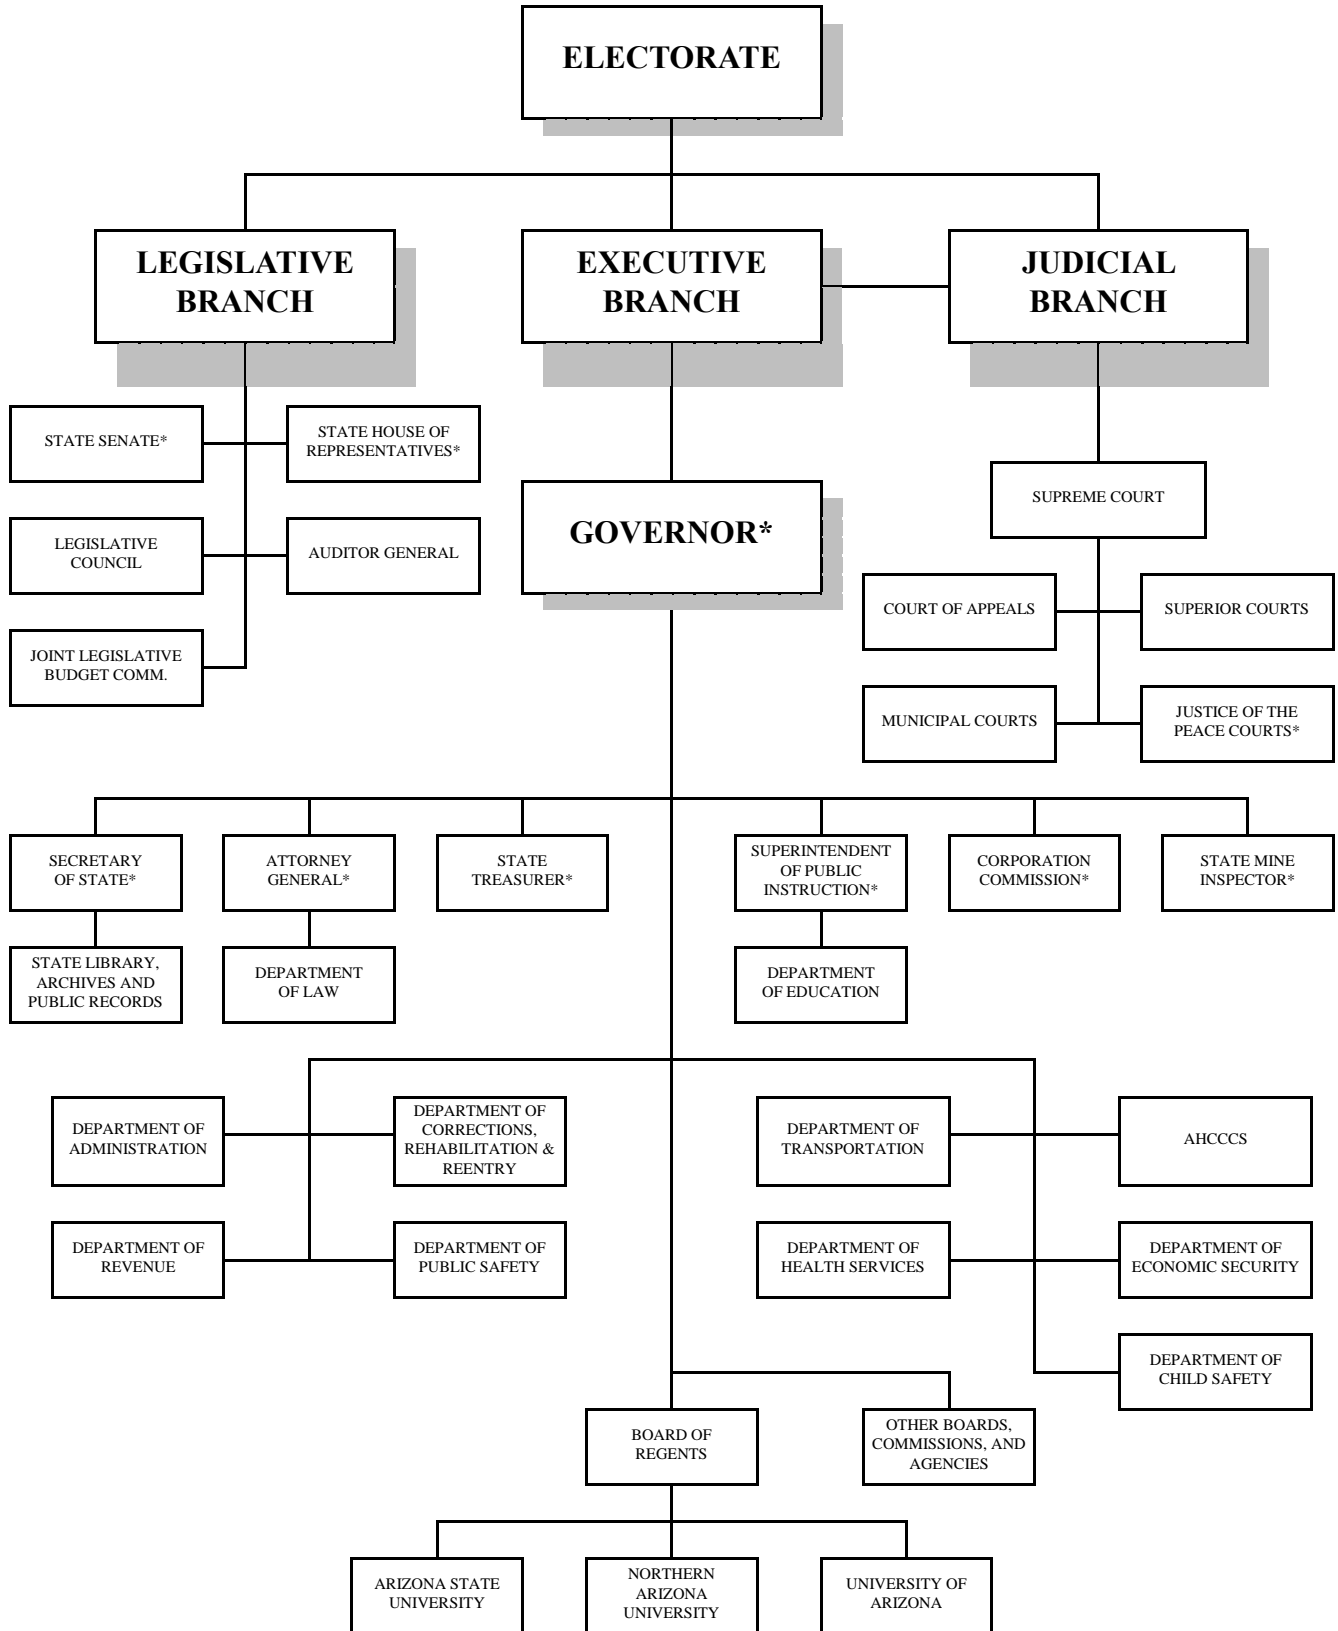 ELECTORATE
LEGISLATIVE
BRANCH
EXECUTIVE
BRANCH
JUDICIAL
BRANCH
STATE SENATE*
STATE HOUSE OF
REPRESENTATIVES*
LEGISLATIVE
COUNCIL
AUDITOR GENERAL
JOINT LEGISLATIVE
BUDGET COMM.
GOVERNOR*
SUPREME COURT
COURT OF APPEALS
SUPERIOR COURTS
MUNICIPAL COURTS
JUSTICE OF THE
PEACE COURTS*
SECRETARY
OF STATE*
ATTORNEY
GENERAL*
STATE
TREASURER*
SUPERINTENDENT
OF PUBLIC
INSTRUCTION*
CORPORATION
COMMISSION*
STATE MINE
INSPECTOR*
STATE LIBRARY,
ARCHIVES AND
PUBLIC RECORDS
DEPARTMENT
OF LAW
DEPARTMENT
OF EDUCATION
DEPARTMENT OF
ADMINISTRATION
DEPARTMENT OF
CORRECTIONS,
REHABILITATION &
REENTRY
DEPARTMENT OF
TRANSPORTATION
AHCCCS
DEPARTMENT OF
REVENUE
DEPARTMENT OF
PUBLIC SAFETY
DEPARTMENT OF
HEALTH SERVICES
DEPARTMENT OF
ECONOMIC SECURITY
DEPARTMENT OF
CHILD SAFETY
BOARD OF
REGENTS
OTHER BOARDS,
COMMISSIONS, AND
AGENCIES
ARIZONA STATE
UNIVERSITY
NORTHERN
ARIZONA
UNIVERSITY
UNIVERSITY OF
ARIZONA